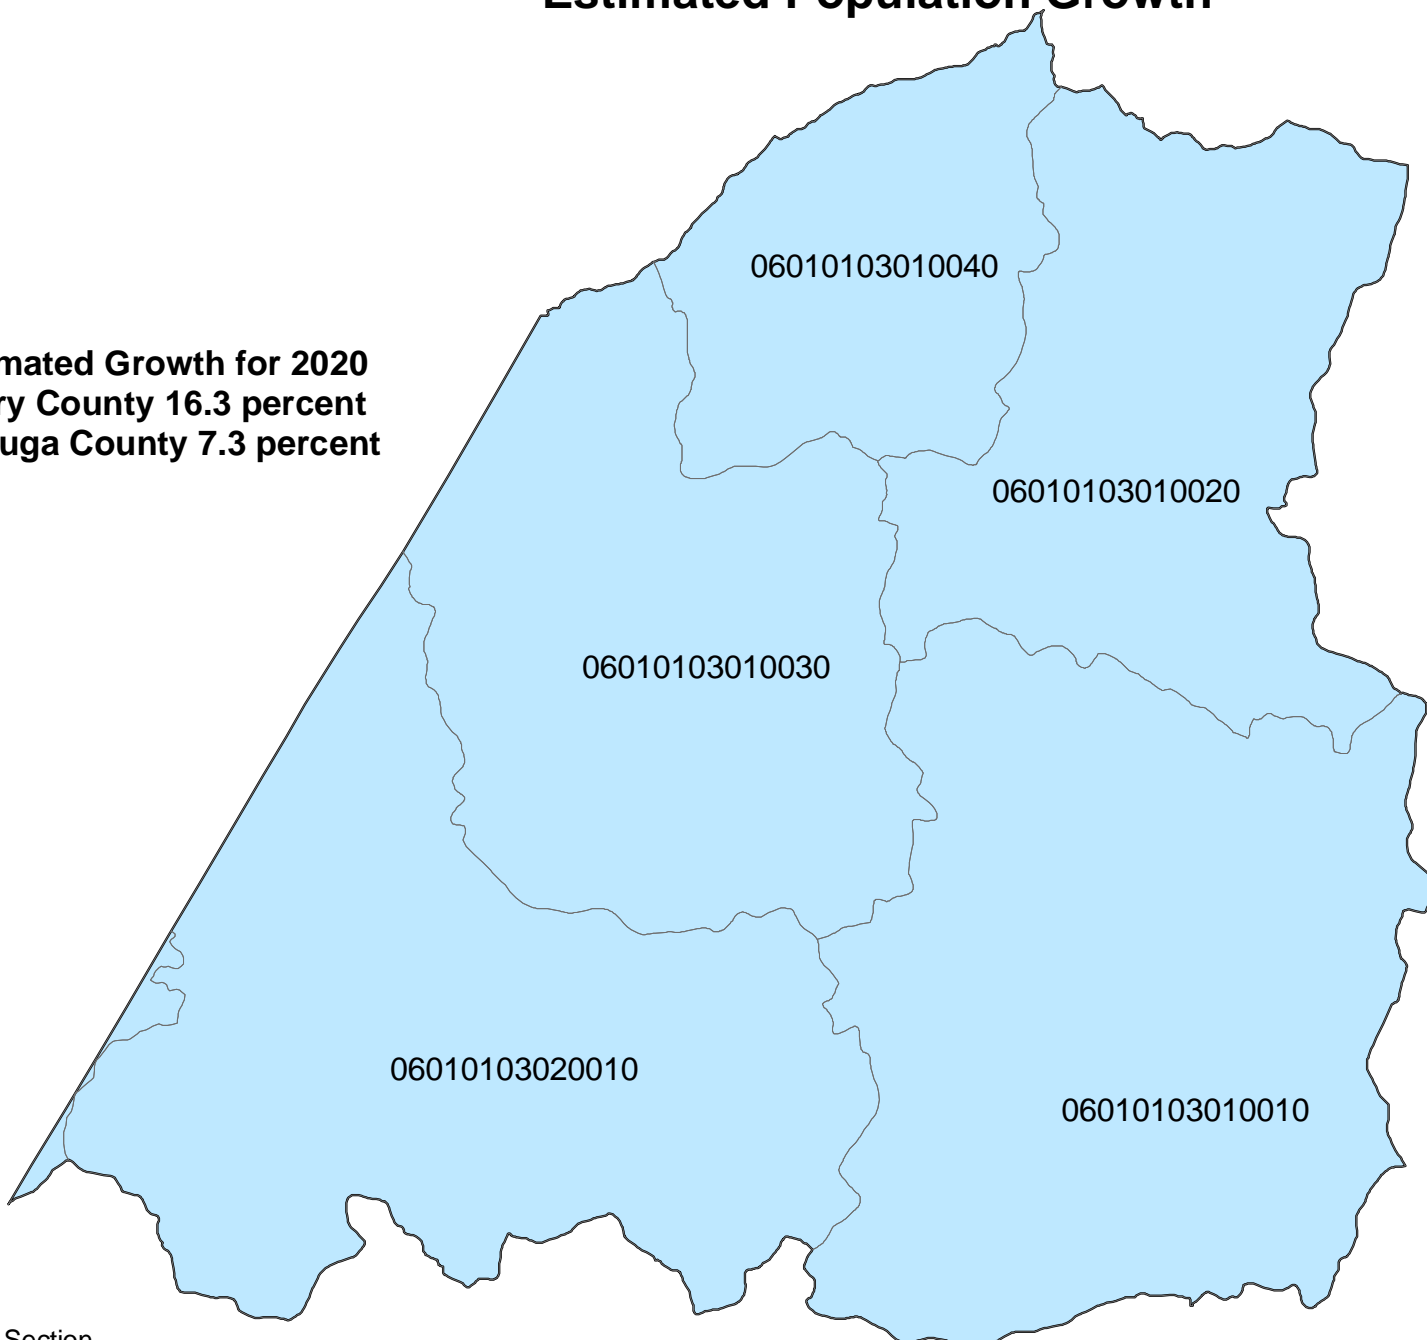 Estimated Population Growth
06010103010040
mated Growth for 2020
ry County 16.3 percent
uga County 7.3 percent
06010103010020
06010103010030
06010103020010
06010103010010
Section